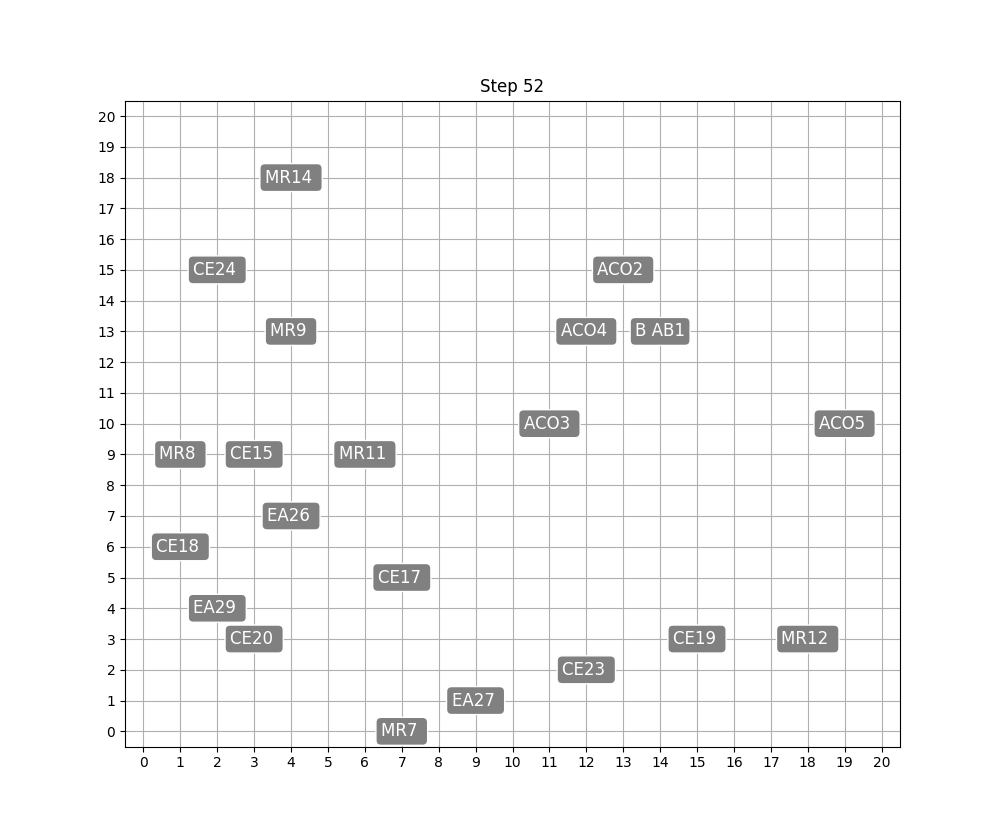 Step 52
20
19
18 MR14
17
16
15 CE24 ACO2
14
13 MR9 ACO4 B AB1
12
11
10 ACO3 ACO5
9 MR8 CE15 MR11
8
7 EA26
6 CE18
5 CE17
4 EA29
3 CE20 CE19 MR12
2 CE23
1 EA27
0 MR7
0 1 2 3 4 5 6 7 8 9 10 11 12 13 14 15 16 17 18 19 20